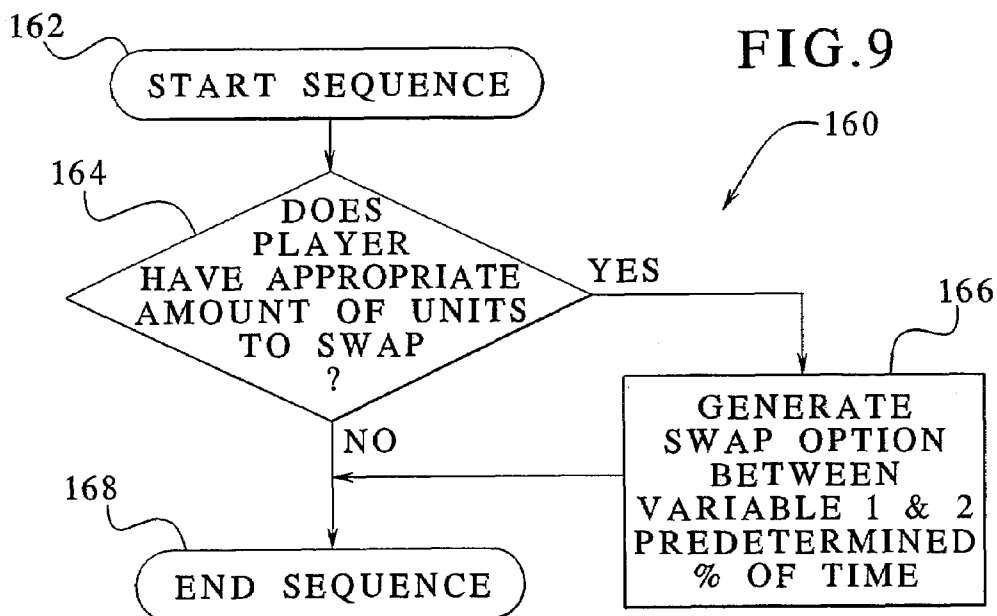 162
START SEQUENCE
FIG.9
160
164
DOES
PLAYER
HAVE APPROPRIATE
AMOUNT OF UNITS
TO SWAP
?
YES
166
GENERATE
SWAP OPTION
BETWEEN
VARIABLE 1 & 2
PREDETERMINED
% OF TIME
NO
168
END SEQUENCE